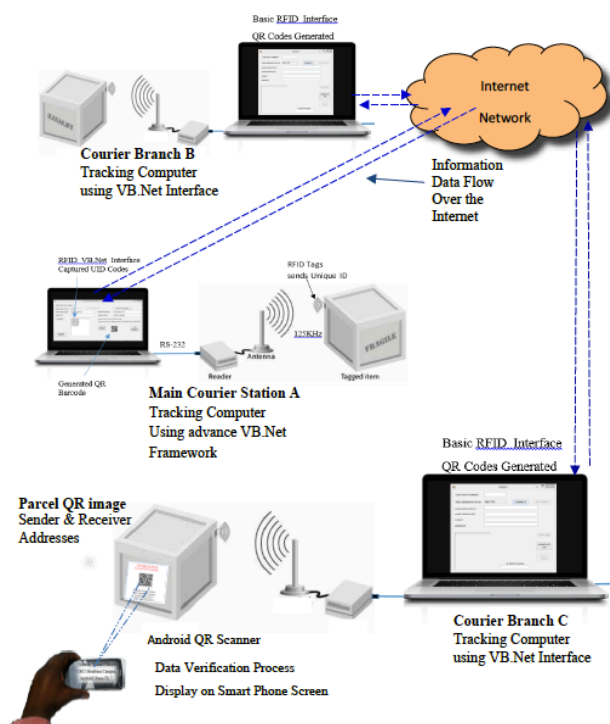 Basic RFID Interface
QR Codes Generated
Internet
Network
Courier Branch B
Tracking Computer
using VB.Net Interface
Information
Data Flow
Over the
Internet
RFID VB.Net Interface
Captured UID Codes
RFID Tags
sends Unique ID
RS-232
125KHz
FRAGILE
Antenna
Reader
Tagged item
Generated QR
Barcode
Main Courier Station A
Tracking Computer
Using advance VB.Net
Framework
Basic RFID Interface
QR Codes Generated
Parcel QR image
Sender & Receiver
Addresses
Android QR Scanner
Data Verification Process
Display on Smart Phone Screen
Courier Branch C
Tracking Computer
using VB.Net Interface